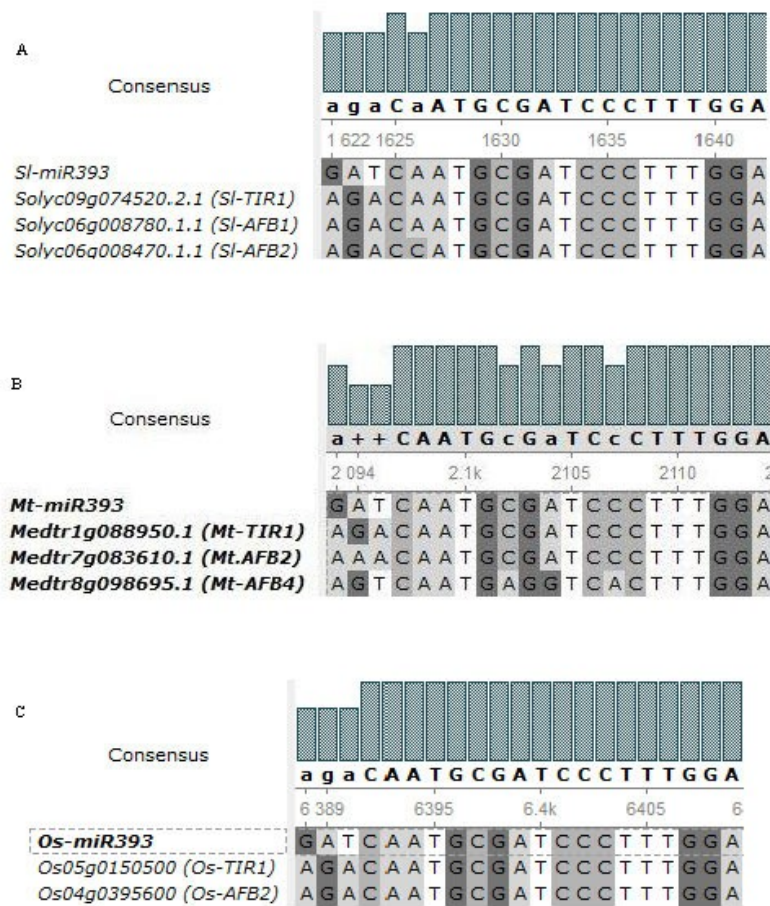 A
Consensus
a g a C a A T G C G A T C C C T T T G G A
1 622 1625 1630 1635 1640
Sl-miR393 G A T C A A T G C G A T C C C T T T G G A
Solyc09g074520.2.1 (Sl-TIR1) A G A C A A T G C G A T C C C T T T G G A
Solyc06g008780.1.1 (Sl-AFB1) A G A C A A T G C G A T C C C T T T G G A
Solyc06g008470.1.1 (Sl-AFB2) A G A C C A T G C G A T C C C T T T G G A
B
Consensus
a + + C A A T G c G a T C c C T T T G G A
2 094 2.1k 2105 2110 2
Mt-miR393 G A T C A A T G C G A T C C C T T T G G A
Medtr1g088950.1 (Mt-TIR1) A G A C A A T G C G A T C C C T T T G G A
Medtr7g083610.1 (Mt.AFB2) A A A C A A T G C G A T C C C T T T G G A
Medtr8g098695.1 (Mt-AFB4) A G T C A A T G A G G T C A C T T T G G A
C
Consensus
a g a C A A T G C G A T C C C T T T G G A
6 389 6395 6.4k 6405 6
Os-miR393 G A T C A A T G C G A T C C C T T T G G A
Os05g0150500 (Os-TIR1) A G A C A A T G C G A T C C C T T T G G A
Os04g0395600 (Os-AFB2) A G A C A A T G C G A T C C C T T T G G A